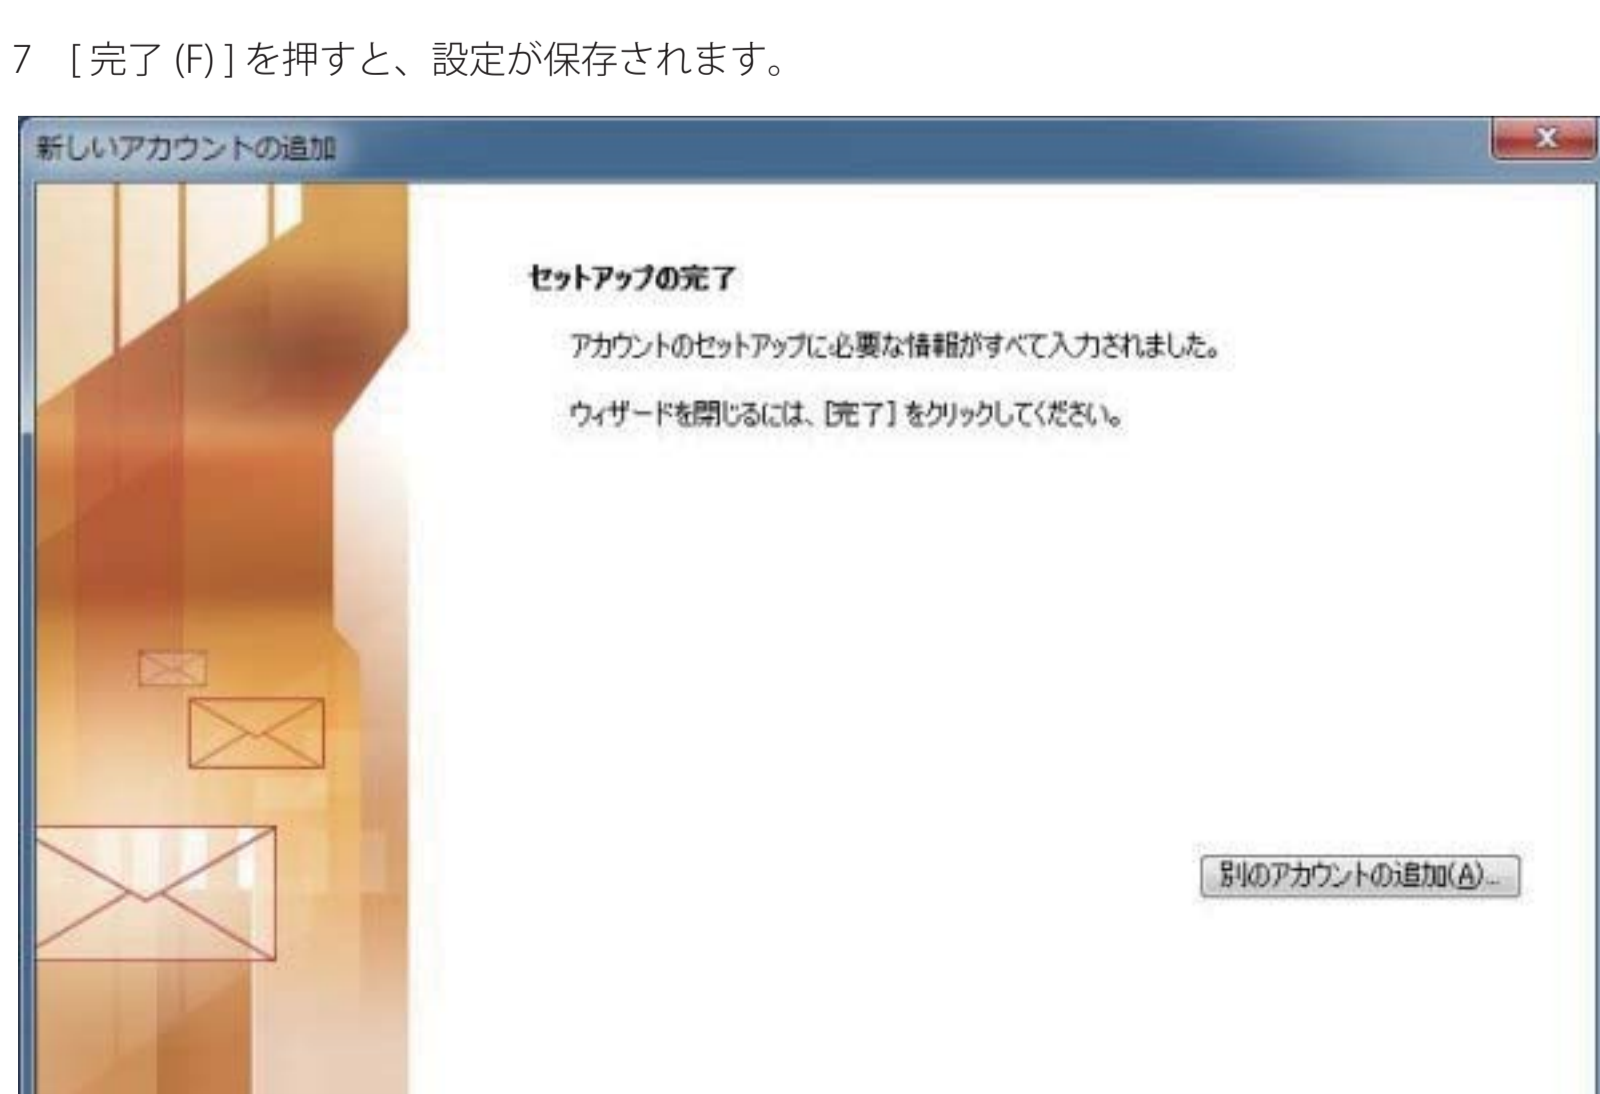 7 [ 完了 (F) ] を押すと、設定が保存されます。
新しいアカウントの追加
セットアップの完了
アカウントのセットアップに必要な情報がすべて入力されました。
ウィザードを閉じるには、[完了] をクリックしてください。
別のアカウントの追加(A)...